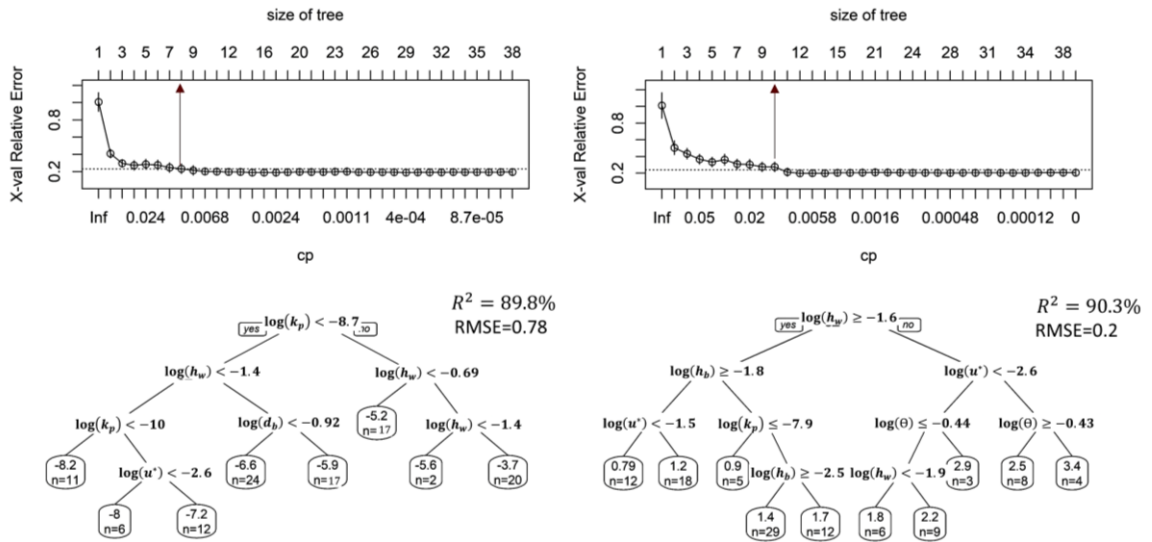 size of tree
1 3 5 7 9 12 16 20 23 26 29 32 35 38
X-val Relative Error
0.8
0.2
Inf 0.024 0.0068 0.0024 0.0011 4e-04 8.7e-05
cp
size of tree
1 3 5 7 9 12 15 21 24 28 31 34 38
X-val Relative Error
0.8
0.2
Inf 0.05 0.02 0.0058 0.0016 0.00048 0.00012 0
cp
R² = 89.8%
RMSE=0.78
yes log(k_p) < −8.7 no
log(h_w) < −1.4 log(h_w) < −0.69
log(k_p) < −10 log(d_b) < −0.92 -5.2
n=17 log(h_w) < −1.4
-8.2
n=11
log(u*) < −2.6
-6.6
n=24
-5.9
n=17
-5.6
n=2
-3.7
n=20
-8
n=6
-7.2
n=12
R² = 90.3%
RMSE=0.2
yes log(h_w) ≥ −1.6 no
log(h_b) ≥ −1.8 log(u*) < −2.6
log(u*) < −1.5 log(k_p) ≤ −7.9 log(Θ) ≤ −0.44 log(Θ) ≥ −0.43
0.79
n=12
1.2
n=18
0.9
n=5
log(h_b) ≥ −2.5 log(h_w) < −1.9
2.9
n=3
2.5
n=8
3.4
n=4
1.4
n=29
1.7
n=12
1.8
n=6
2.2
n=9